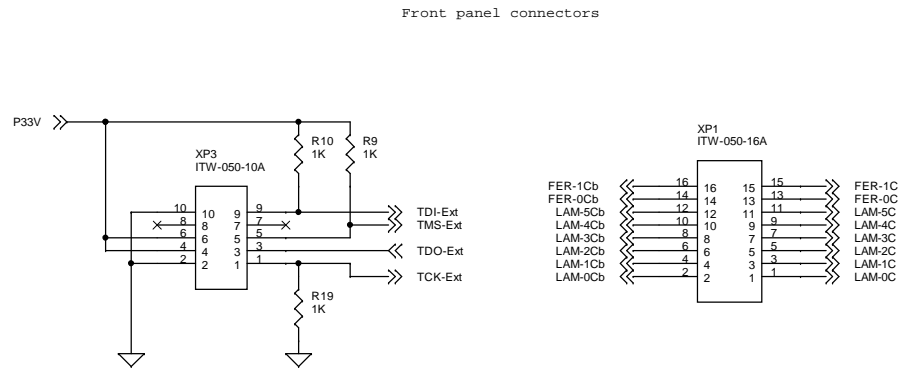 Front panel connectors
P33V
R10
1K
R9
1K
XP3
ITW-050-10A
10 10 9 9
8 8 7 7
6 6 5 5
4 4 3 3
2 2 1 1
TDI-Ext
TMS-Ext
TDO-Ext
TCK-Ext
R19
1K
XP1
ITW-050-16A
FER-1Cb 16 16 15 15 FER-1C
FER-0Cb 14 14 13 13 FER-0C
LAM-5Cb 12 12 11 11 LAM-5C
LAM-4Cb 10 10 9 9 LAM-4C
LAM-3Cb 8 8 7 7 LAM-3C
LAM-2Cb 6 6 5 5 LAM-2C
LAM-1Cb 4 4 3 3 LAM-1C
LAM-0Cb 2 2 1 1 LAM-0C